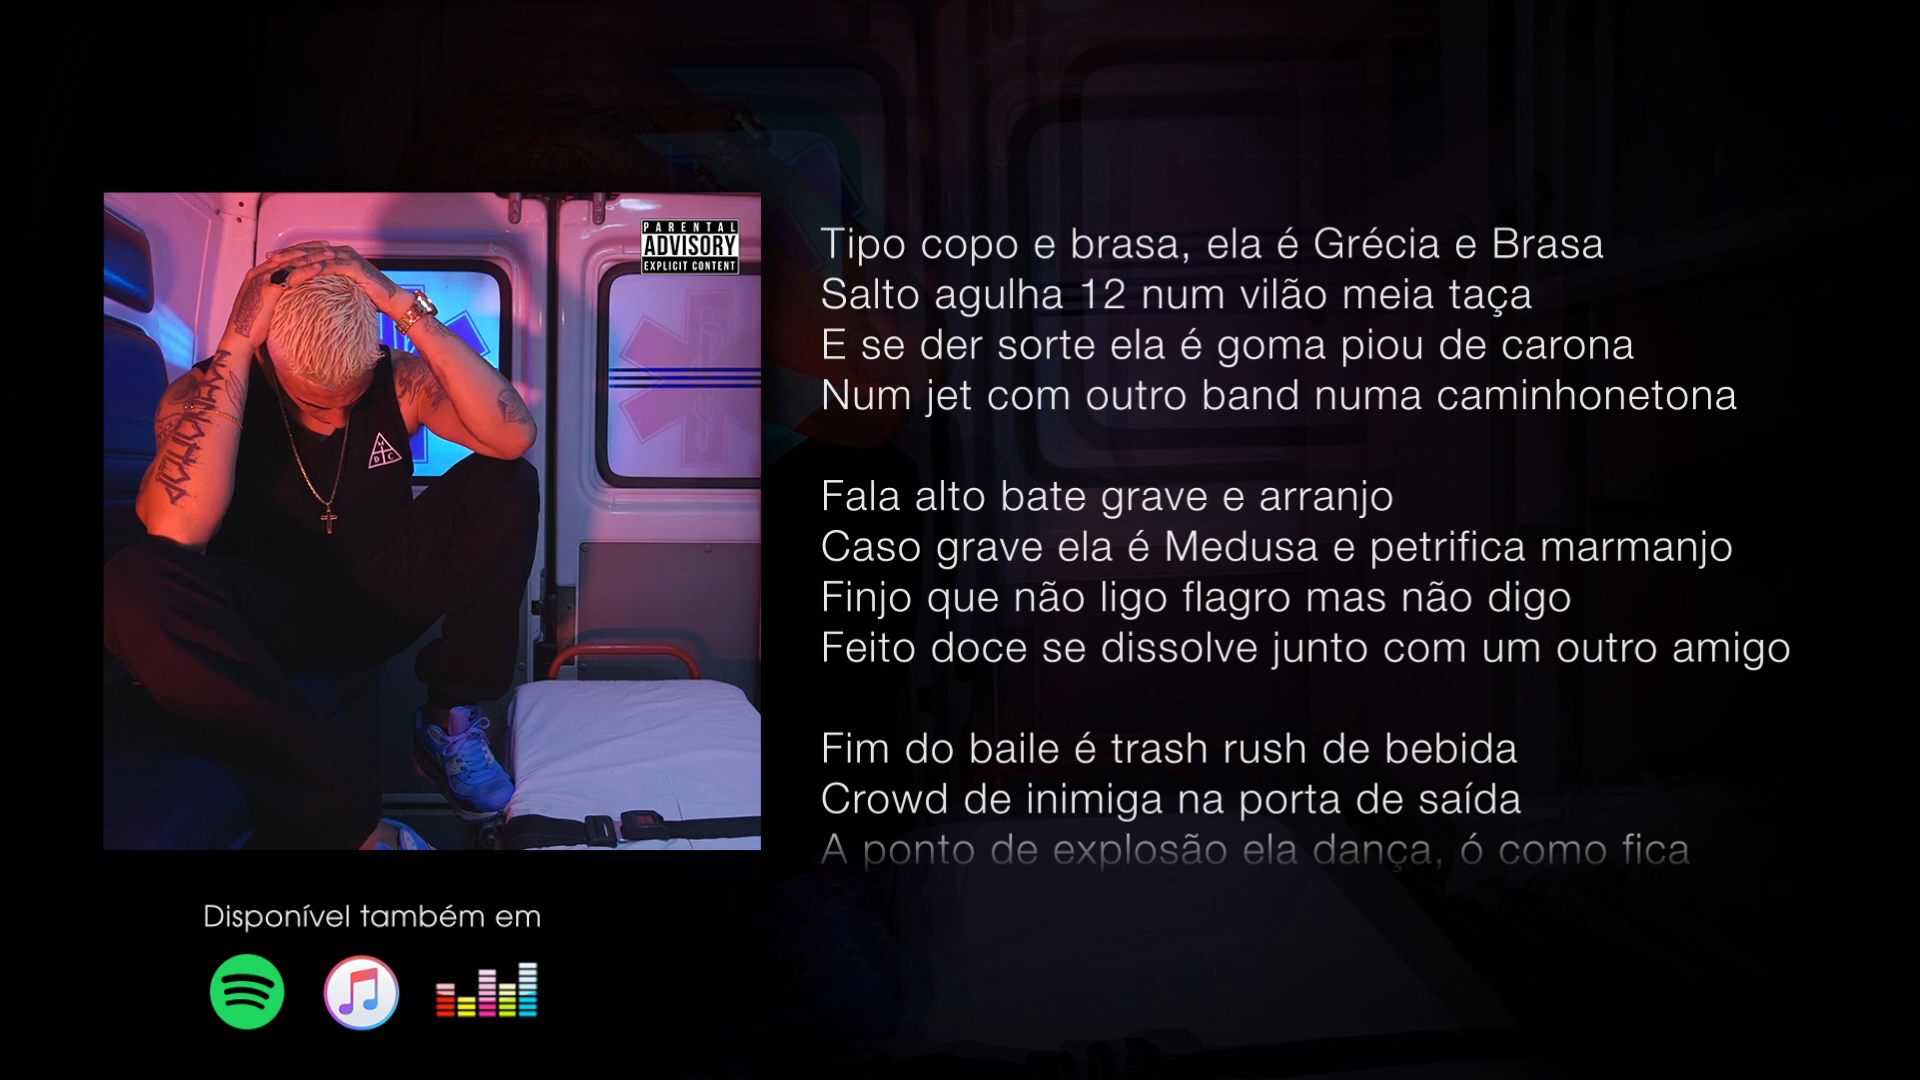 PARENTAL
ADVISORY
EXPLICIT CONTENT
M
D C
Tipo copo e brasa, ela é Grécia e Brasa
Salto agulha 12 num vilão meia taça
E se der sorte ela é goma piou de carona
Num jet com outro band numa caminhonetona
Fala alto bate grave e arranjo
Caso grave ela é Medusa e petrifica marmanjo
Finjo que não ligo flagro mas não digo
Feito doce se dissolve junto com um outro amigo
Fim do baile é trash rush de bebida
Crowd de inimiga na porta de saída
A ponto de explosão ela dança, ó como fica
Disponível também em